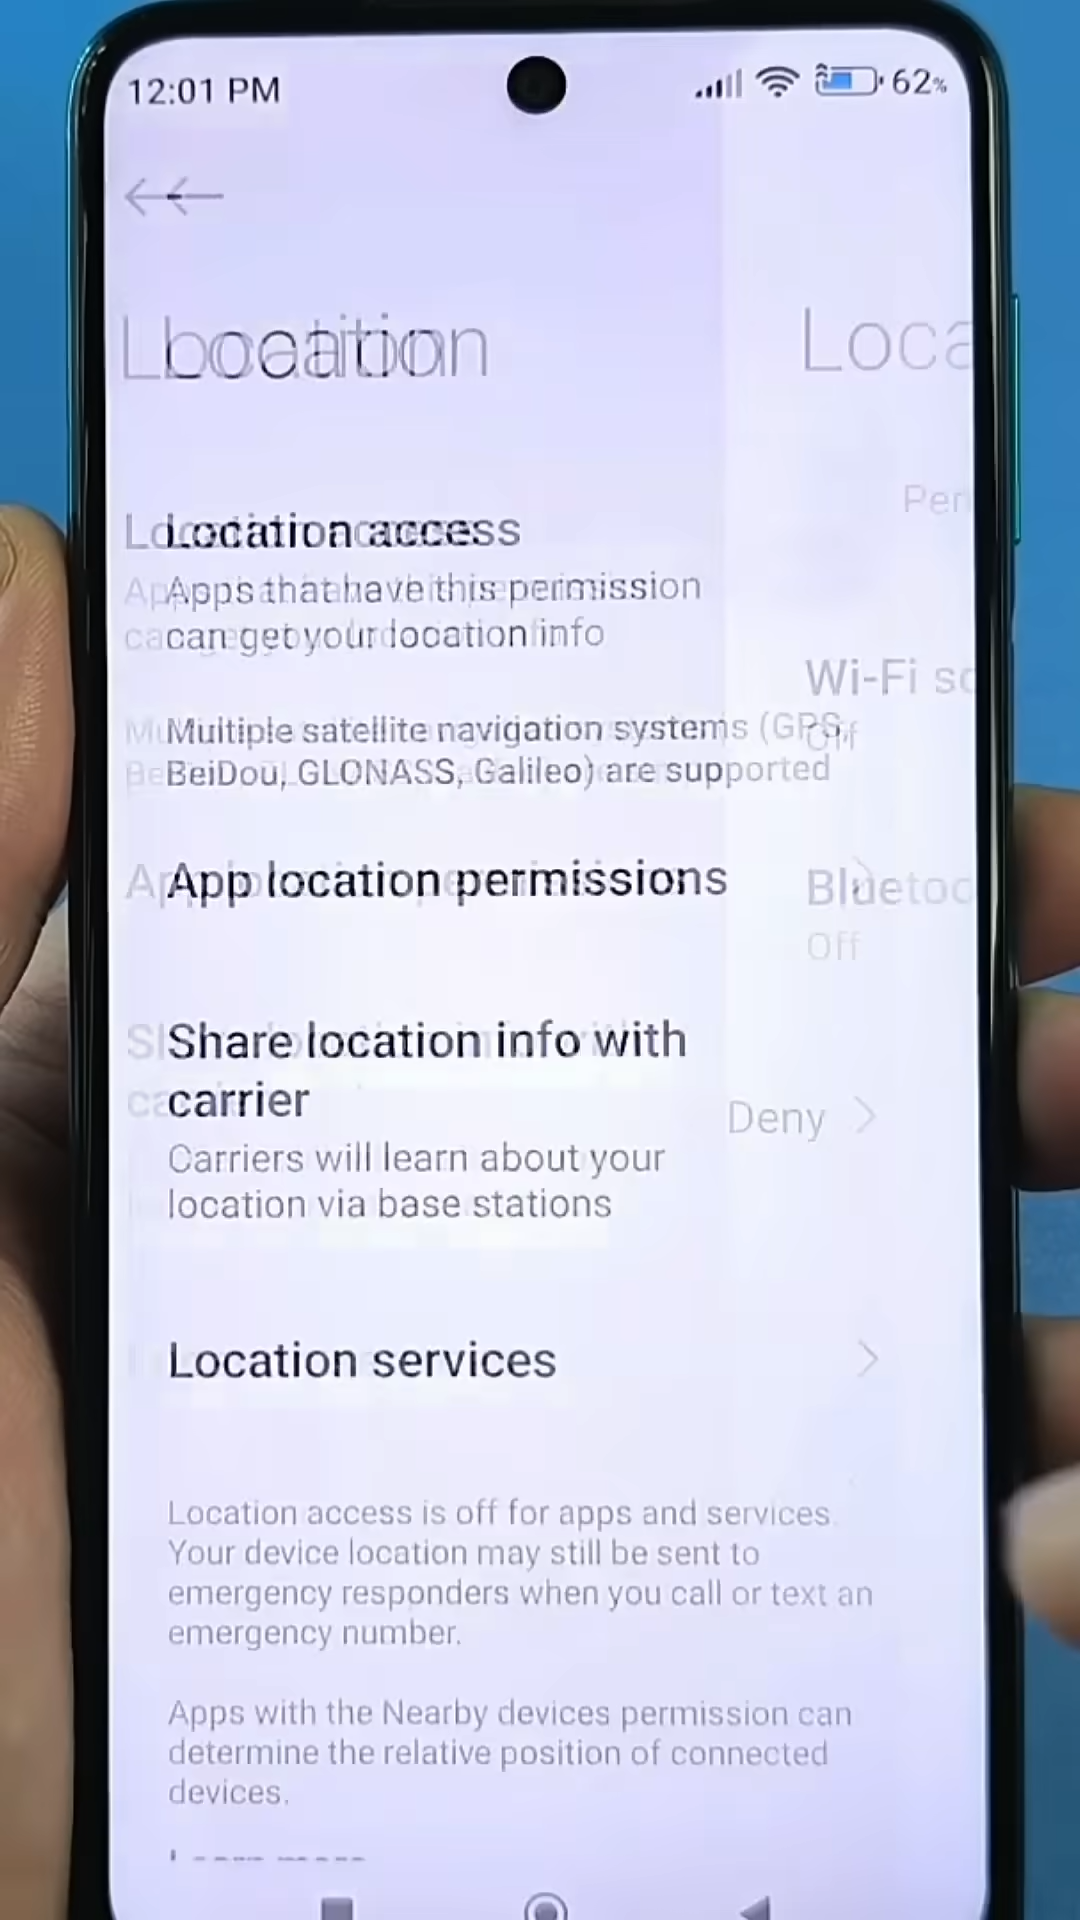 12:01 PM
62%
Location
Loca
Location access
Apps that have this permission
can get your location info
Per
Wi-Fi sc
Off
Multiple satellite navigation systems (GPS,
BeiDou, GLONASS, Galileo) are supported
App location permissions
Bluetoo
Off
Share location info with
carrier
Deny
Carriers will learn about your
location via base stations
Location services
Location access is off for apps and services.
Your device location may still be sent to
emergency responders when you call or text an
emergency number.
Apps with the Nearby devices permission can
determine the relative position of connected
devices.